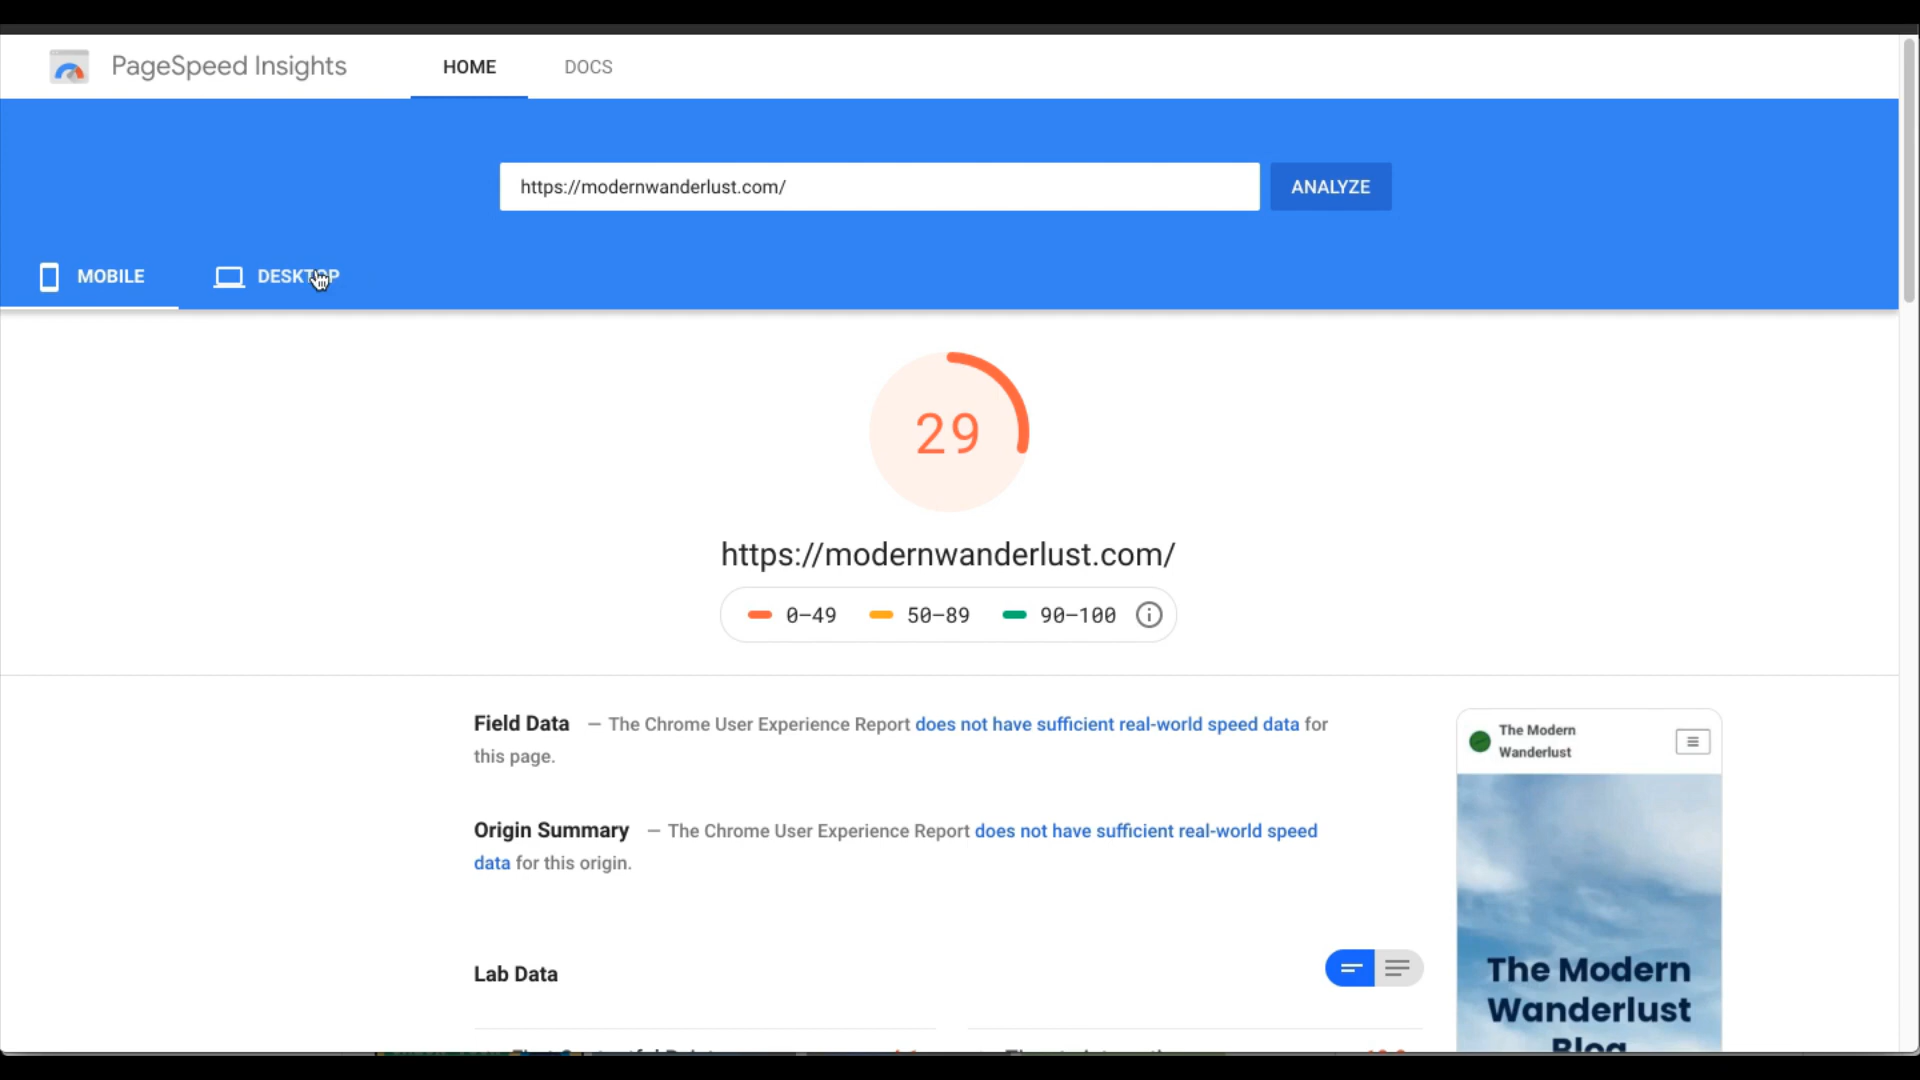 PageSpeed Insights
HOME
DOCS
https://modernwanderlust.com/
ANALYZE
MOBILE
DESKTOP
29
https://modernwanderlust.com/
0–49
50–89
90–100
Field Data — The Chrome User Experience Report does not have sufficient real-world speed data for
this page.
Origin Summary — The Chrome User Experience Report does not have sufficient real-world speed
data for this origin.
Lab Data
The Modern
Wanderlust
The Modern
Wanderlust
Blog